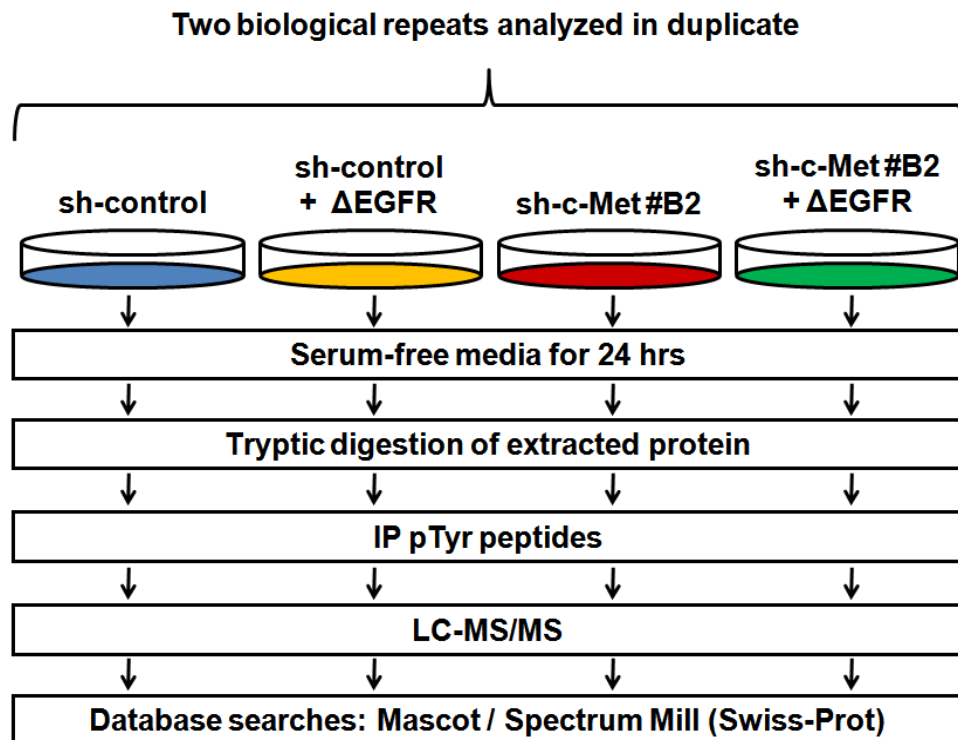 Two biological repeats analyzed in duplicate
sh-control
sh-control
+ ΔEGFR
sh-c-Met #B2
sh-c-Met #B2
+ ΔEGFR
Serum-free media for 24 hrs
Tryptic digestion of extracted protein
IP pTyr peptides
LC-MS/MS
Database searches: Mascot / Spectrum Mill (Swiss-Prot)